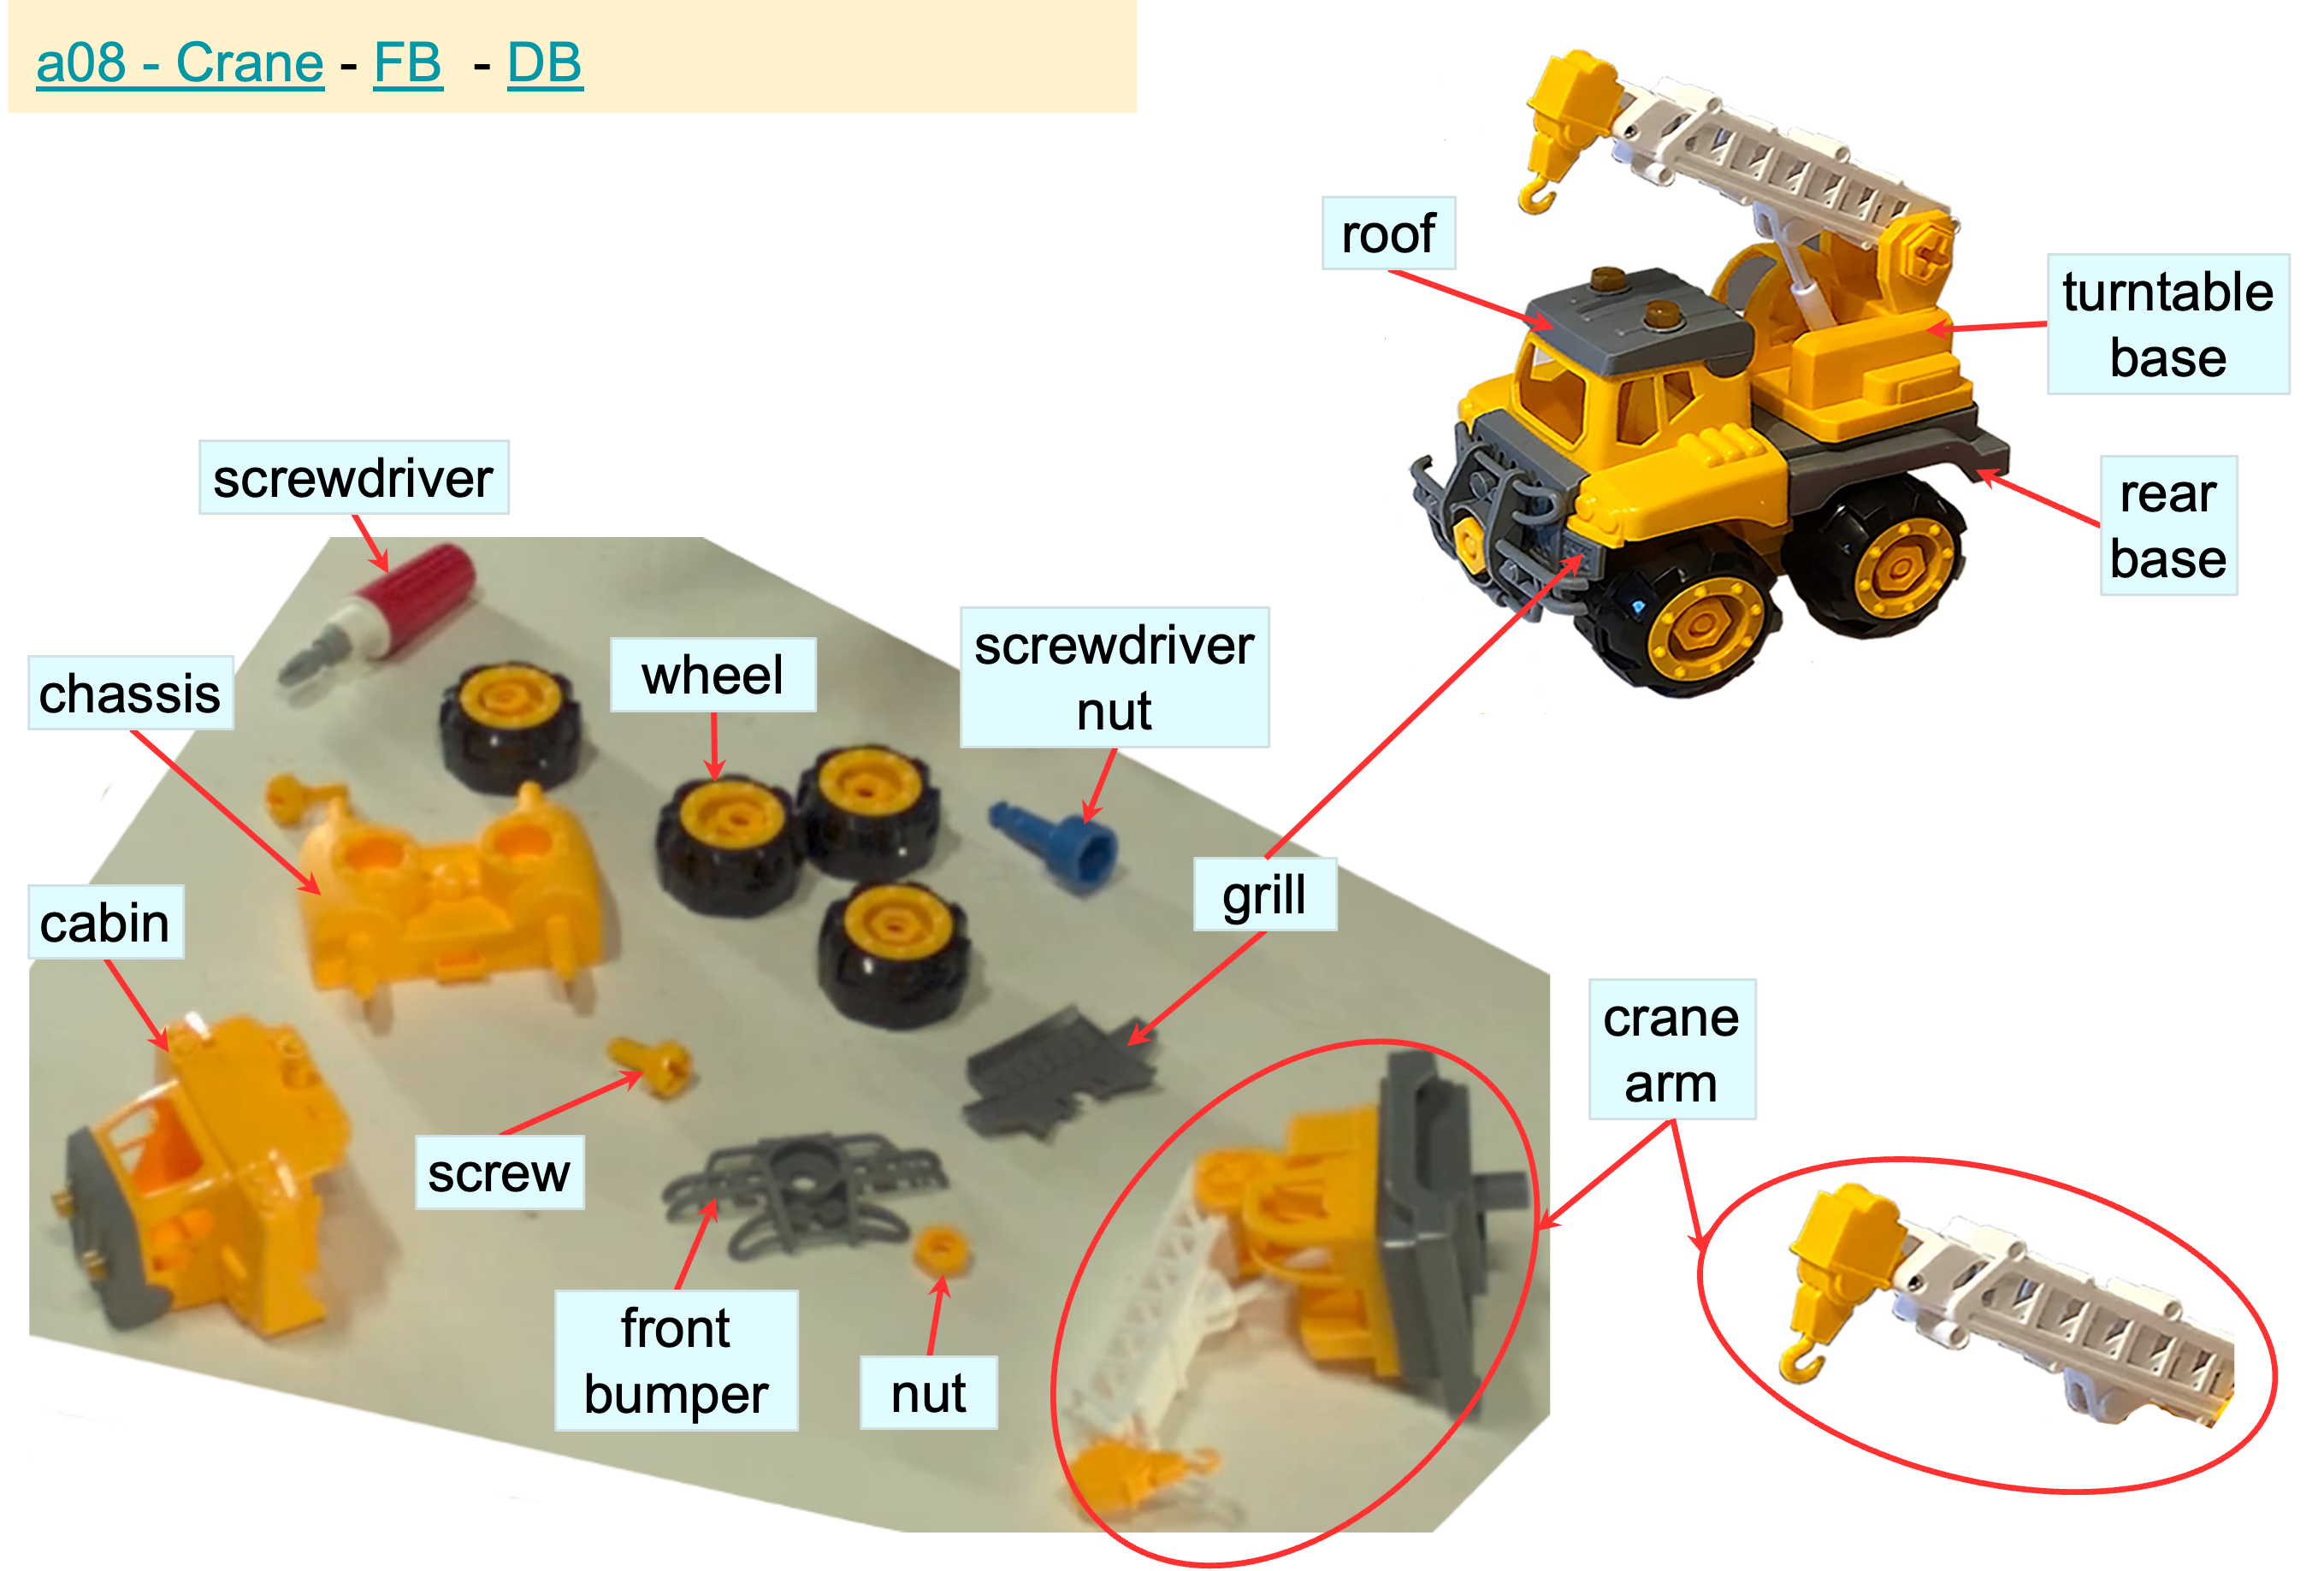 a08 - Crane - FB - DB
roof
turntable
base
screwdriver
rear
base
screwdriver
nut
wheel
chassis
grill
cabin
crane
arm
screw
front
bumper
nut